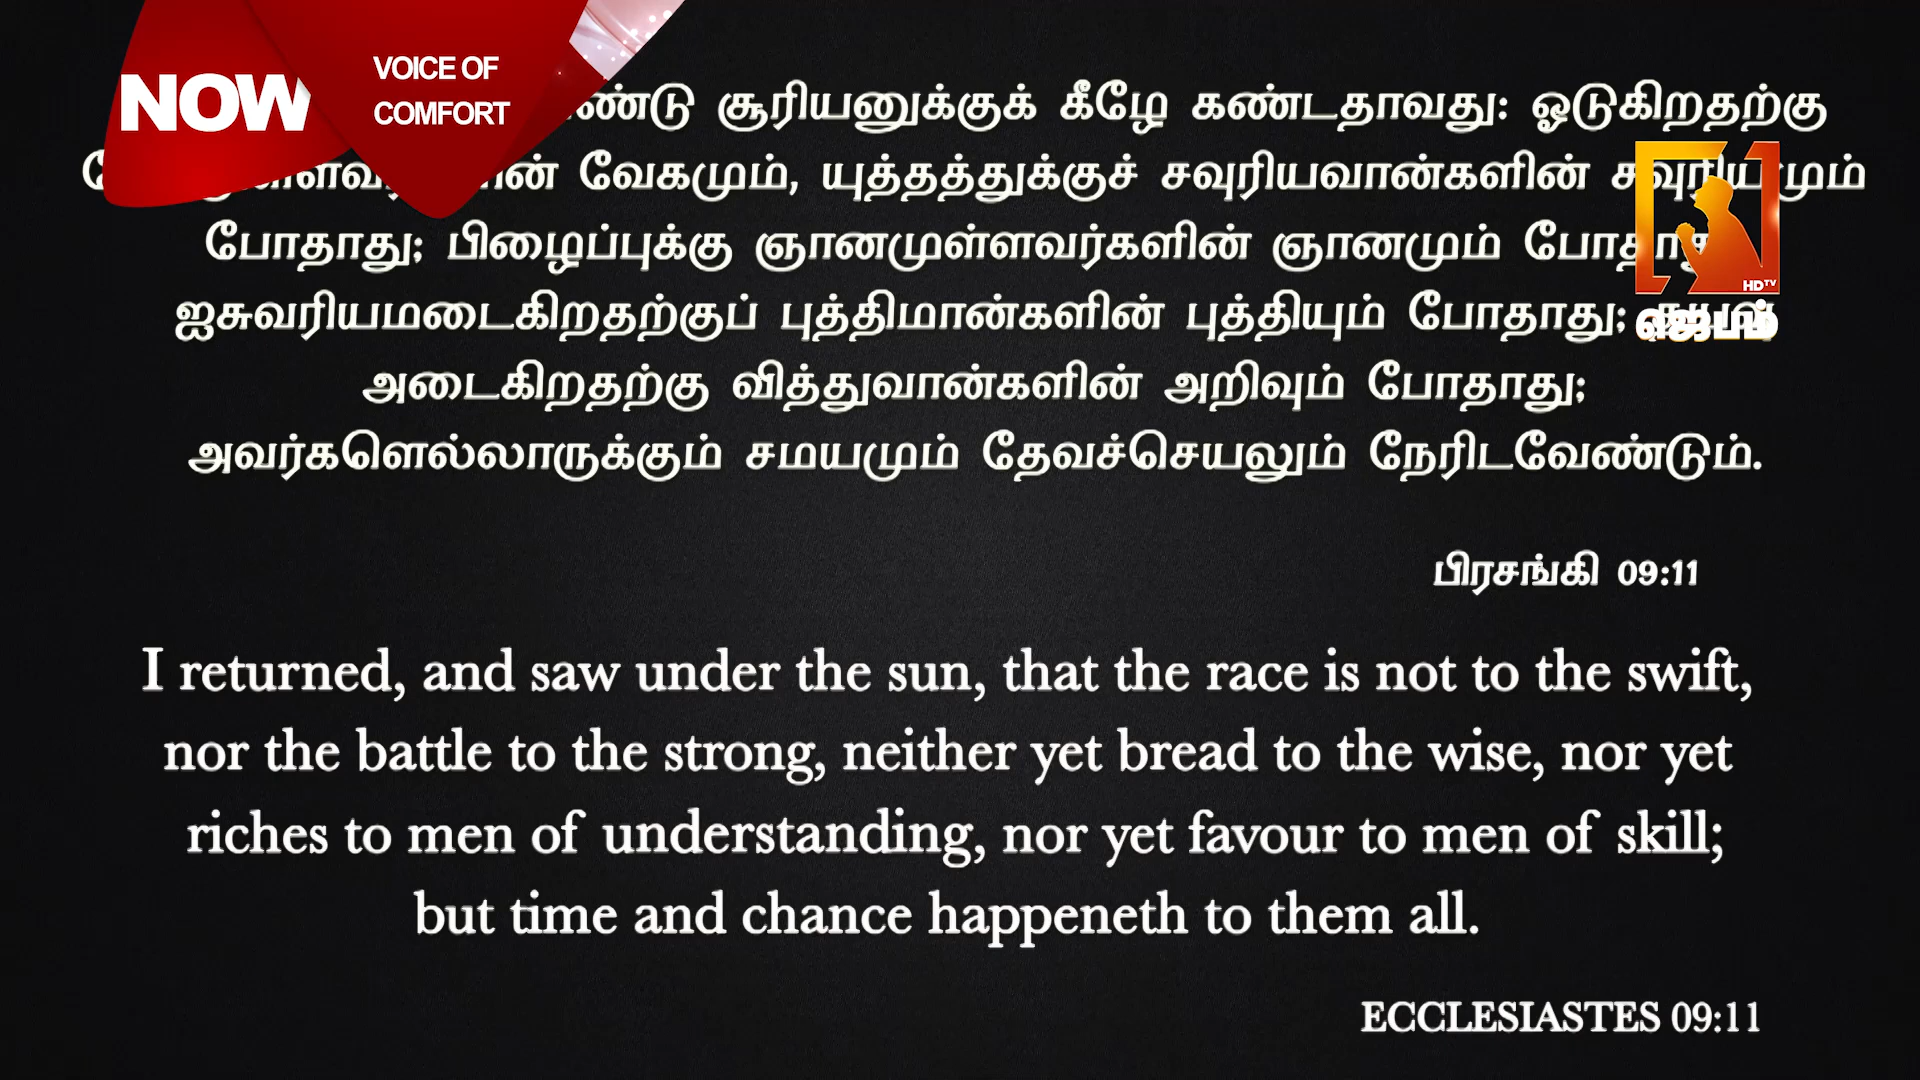 NOW
VOICE OF
COMFORT
சூரியனுக்குக் கீழே கண்டதாவது: ஓடுகிறதற்கு
வேகமும், யுத்தத்துக்குச் சவுரியவான்களின் சவுரியமும்
போதாது; பிழைப்புக்கு ஞானமுள்ளவர்களின் ஞானமும்
ஐசுவரியமடைகிறதற்குப் புத்திமான்களின் புத்தியும் போதாது;
அடைகிறதற்கு வித்துவான்களின் அறிவும் போதாது;
அவர்களெல்லாருக்கும் சமயமும் தேவச்செயலும் நேரிடவேண்டும்.
HDTV
ஜெபம்
பிரசங்கி 09:11
I returned, and saw under the sun, that the race is not to the swift,
nor the battle to the strong, neither yet bread to the wise, nor yet
riches to men of understanding, nor yet favour to men of skill;
but time and chance happeneth to them all.
ECCLESIASTES 09:11